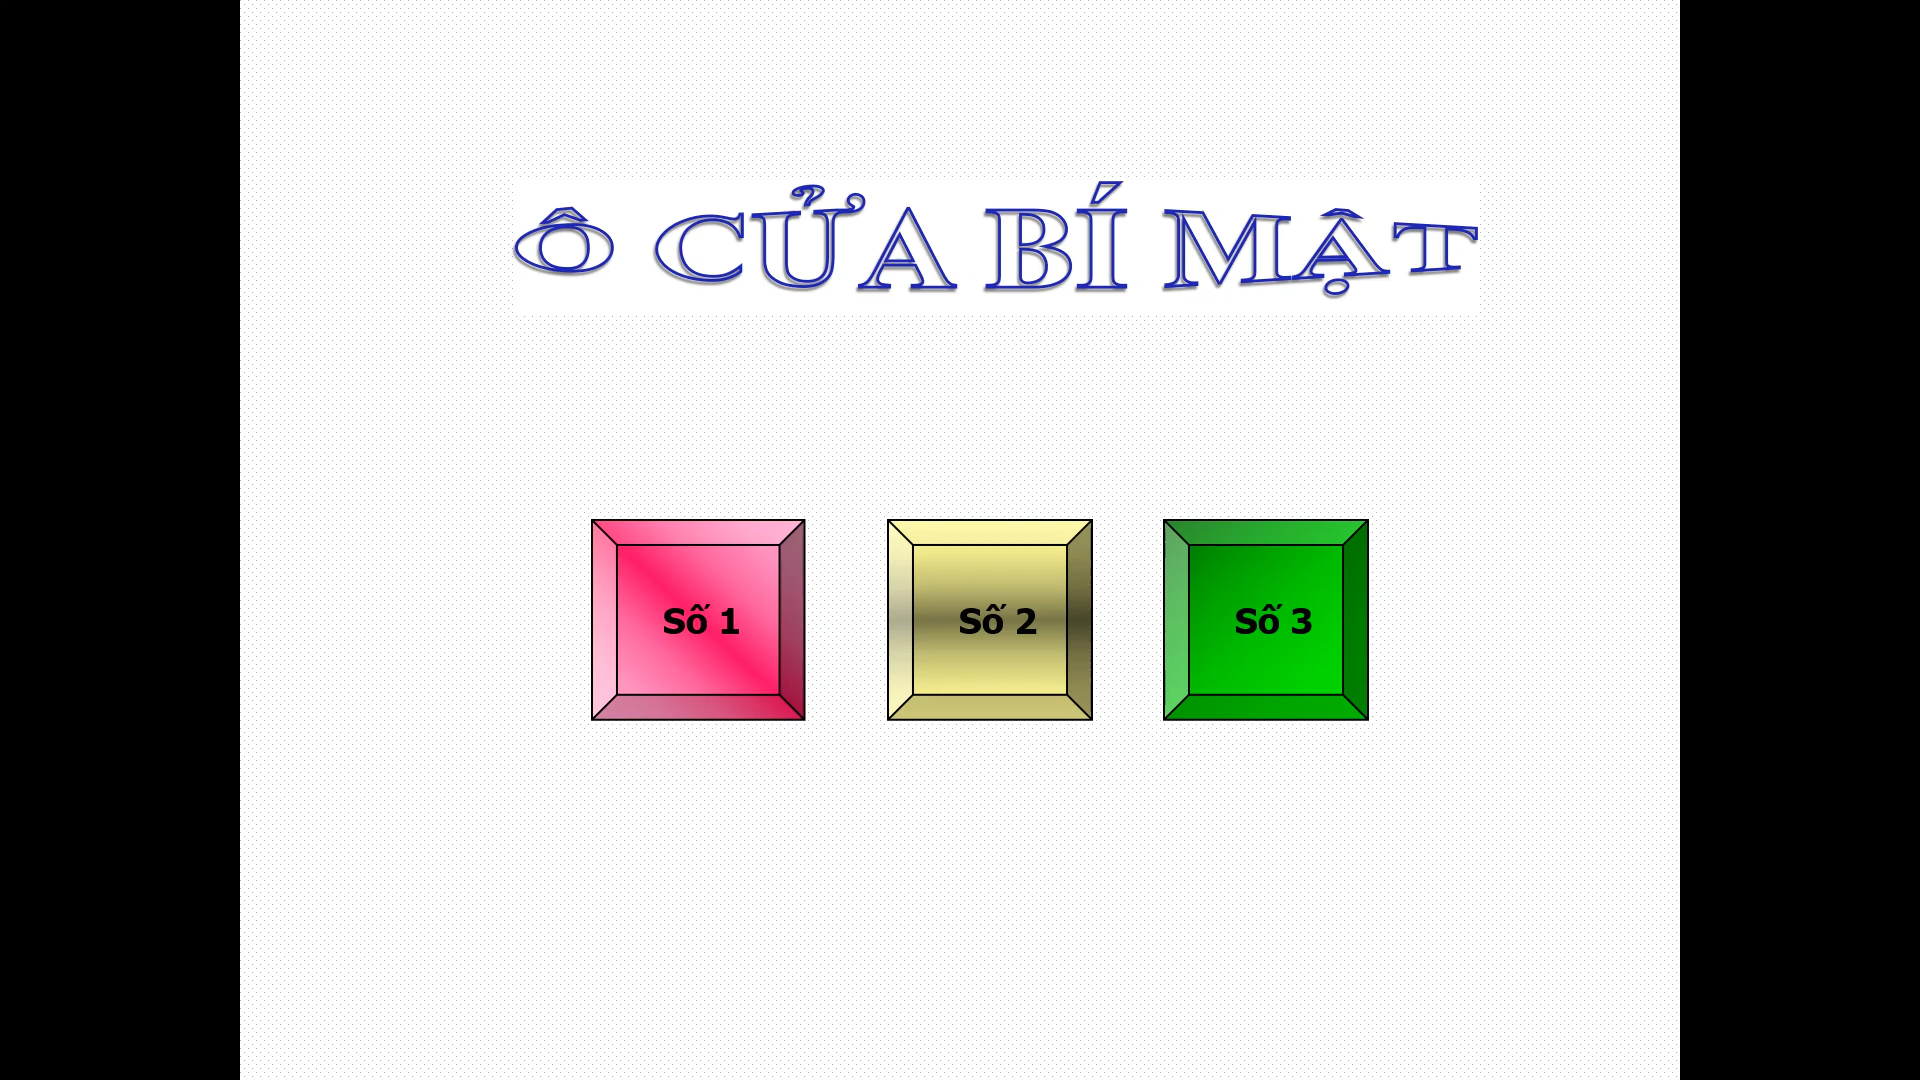 Ô CỬA BÍ MẬT
Số 1 Số 2 Số 3